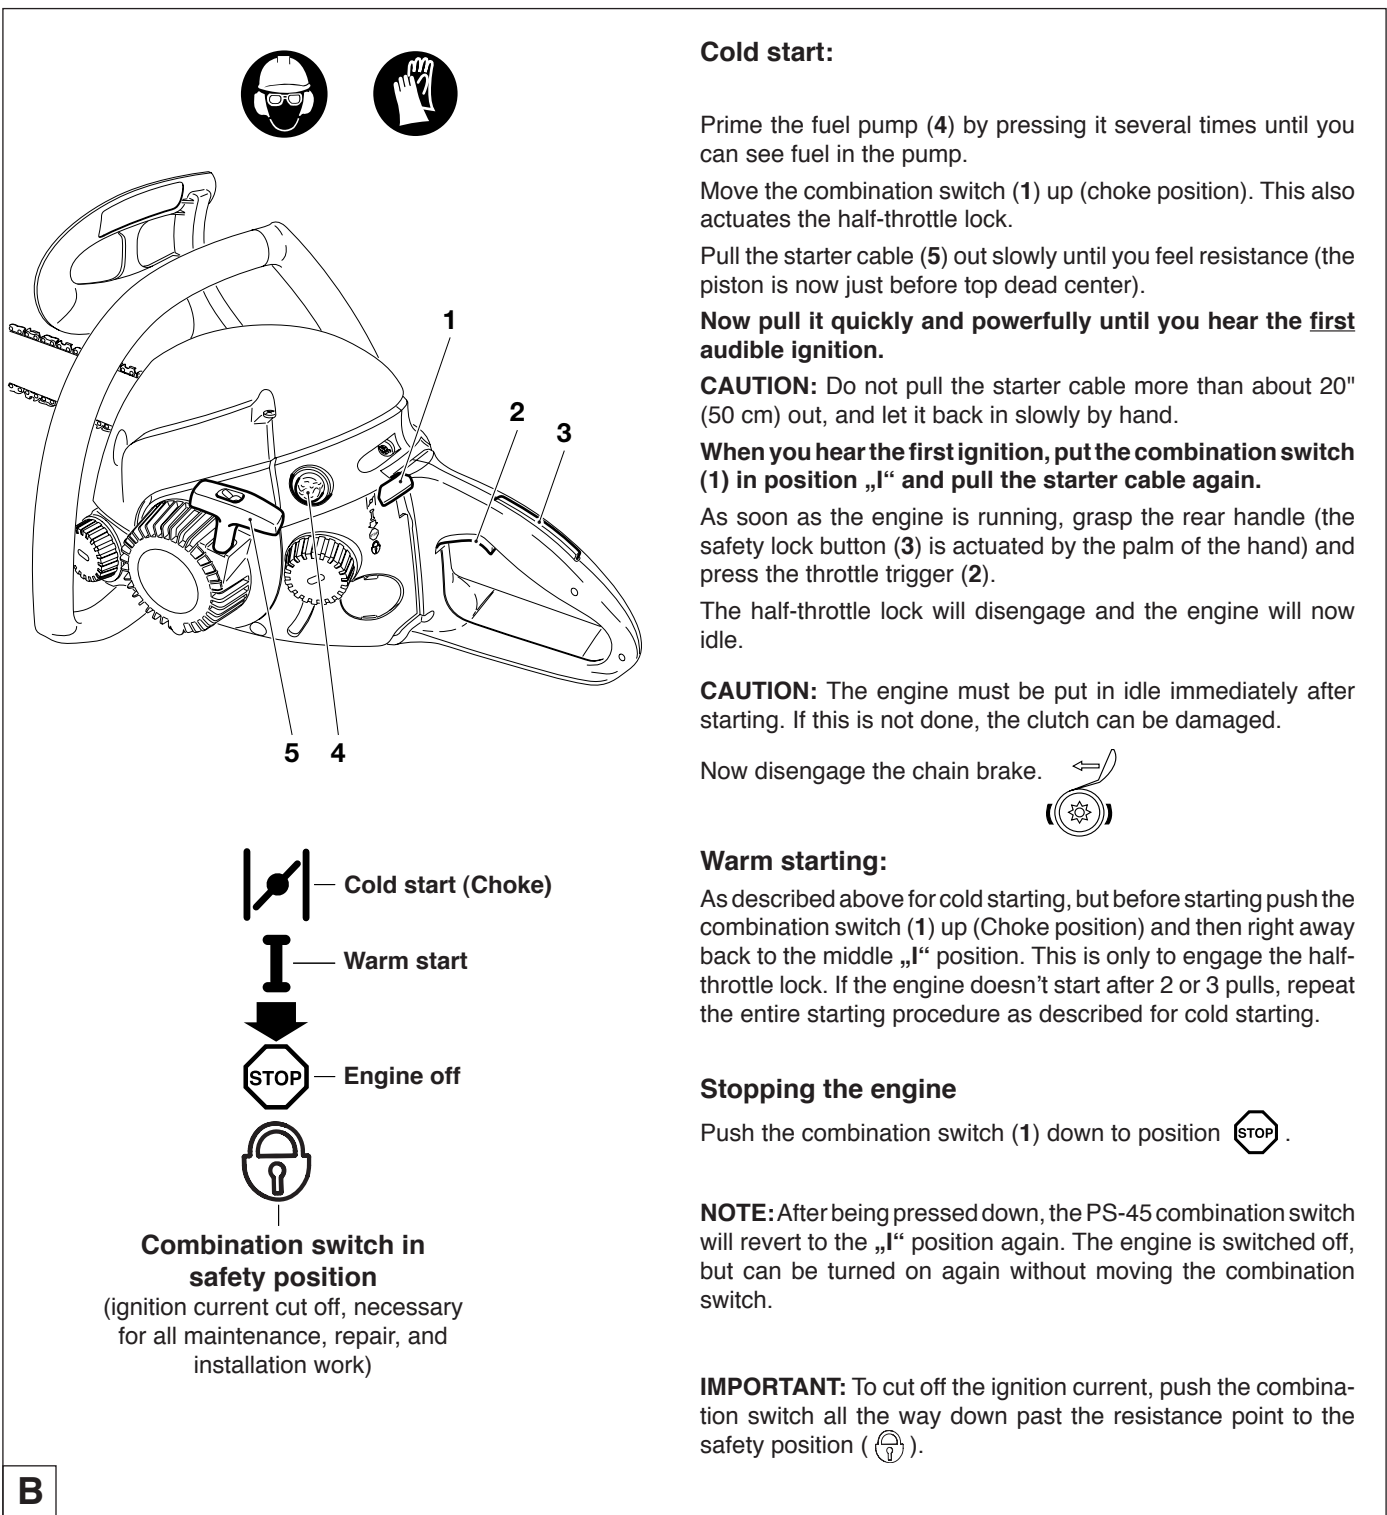 1
2
3
5 4
Cold start (Choke)
Warm start
STOP
Engine off
Combination switch in
safety position
(ignition current cut off, necessary
for all maintenance, repair, and
installation work)
B
Cold start:
Prime the fuel pump (4) by pressing it several times until you
can see fuel in the pump.
Move the combination switch (1) up (choke position). This also
actuates the half-throttle lock.
Pull the starter cable (5) out slowly until you feel resistance (the
piston is now just before top dead center).
Now pull it quickly and powerfully until you hear the first
audible ignition.
CAUTION: Do not pull the starter cable more than about 20"
(50 cm) out, and let it back in slowly by hand.
When you hear the first ignition, put the combination switch
(1) in position „I“ and pull the starter cable again.
As soon as the engine is running, grasp the rear handle (the
safety lock button (3) is actuated by the palm of the hand) and
press the throttle trigger (2).
The half-throttle lock will disengage and the engine will now
idle.
CAUTION: The engine must be put in idle immediately after
starting. If this is not done, the clutch can be damaged.
Now disengage the chain brake.
Warm starting:
As described above for cold starting, but before starting push the
combination switch (1) up (Choke position) and then right away
back to the middle „I“ position. This is only to engage the half-
throttle lock. If the engine doesn’t start after 2 or 3 pulls, repeat
the entire starting procedure as described for cold starting.
Stopping the engine
Push the combination switch (1) down to position STOP .
NOTE: After being pressed down, the PS-45 combination switch
will revert to the „I“ position again. The engine is switched off,
but can be turned on again without moving the combination
switch.
IMPORTANT: To cut off the ignition current, push the combina-
tion switch all the way down past the resistance point to the
safety position ( ).